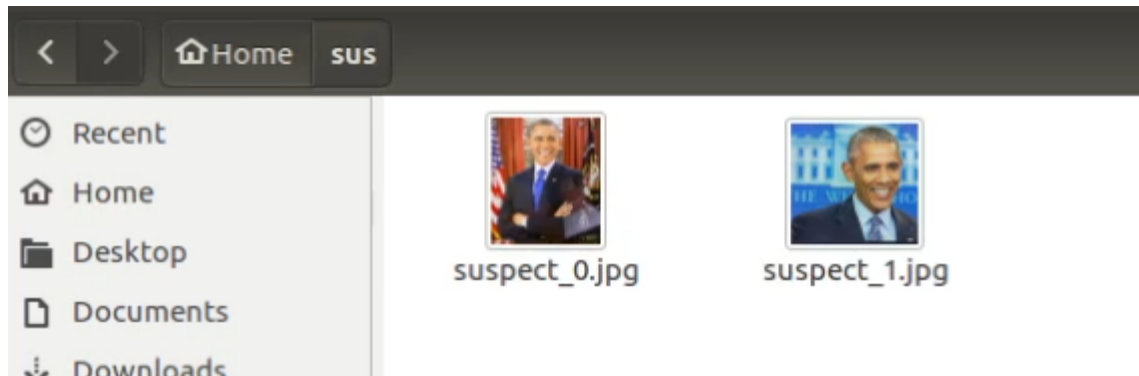 Home sus
Recent
Home
Desktop
Documents
Downloads
suspect_0.jpg
suspect_1.jpg